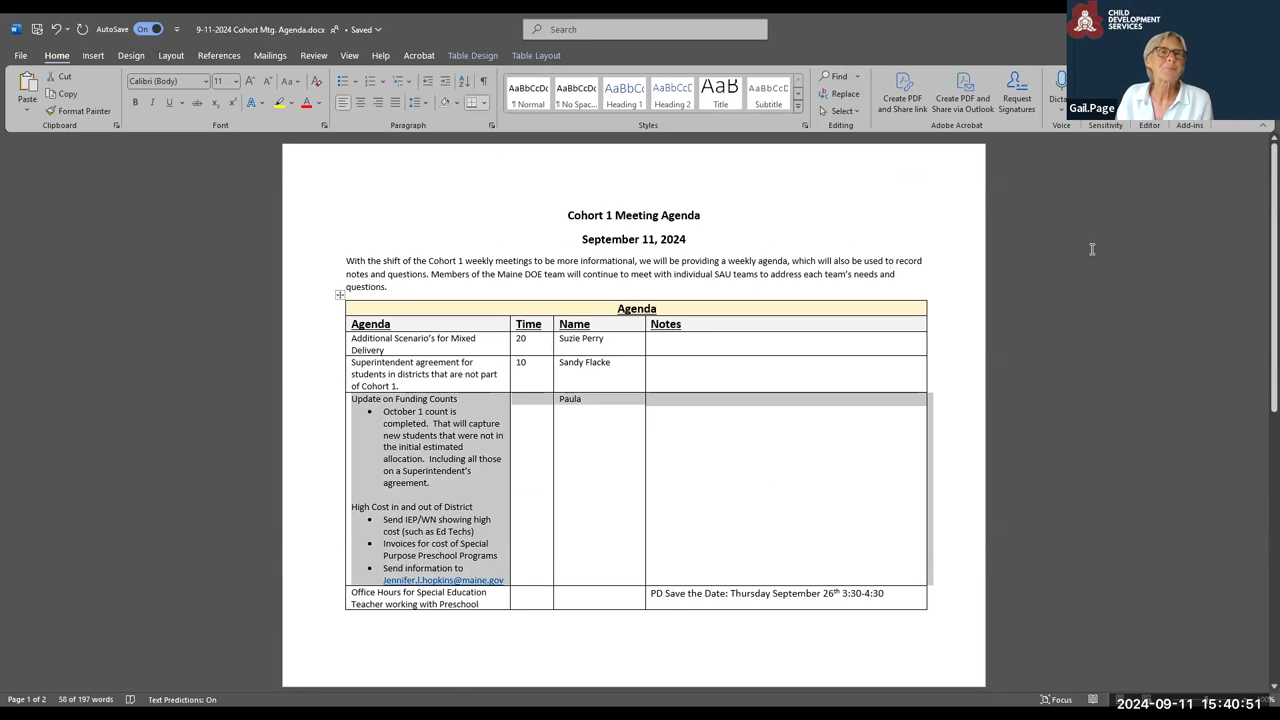 AutoSave
On
9-11-2024 Cohort Mtg. Agenda.docx
Saved
Search
CHILD
DEVELOPMENT
SERVICES
Gail.Page
File Home Insert Design Layout References Mailings Review View Help Acrobat Table Design Table Layout
Paste
Cut
Copy
Format Painter
Clipboard
Calibri (Body)
11
Font
Paragraph
AaBbCcDc AaBbCcDc AaBbCc AaBbCcD AaB AaBbCcD
¶ Normal ¶ No Spac... Heading 1 Heading 2 Title Subtitle
Styles
Find
Replace
Select
Editing
Create PDF
and Share link
Create PDF and
Share via Outlook
Request
Signatures
Adobe Acrobat
Voice
Sensitivity
Editor
Add-ins
Cohort 1 Meeting Agenda
September 11, 2024
With the shift of the Cohort 1 weekly meetings to be more informational, we will be providing a weekly agenda, which will also be used to record
notes and questions. Members of the Maine DOE team will continue to meet with individual SAU teams to address each team's needs and
questions.
Agenda
Agenda Time Name Notes
Additional Scenario's for Mixed
Delivery
20
Suzie Perry
Superintendent agreement for
students in districts that are not part
of Cohort 1.
10
Sandy Flacke
Update on Funding Counts
• October 1 count is
completed. That will capture
new students that were not in
the initial estimated
allocation. Including all those
on a Superintendent's
agreement.
High Cost in and out of District
• Send IEP/WN showing high
cost (such as Ed Techs)
• Invoices for cost of Special
Purpose Preschool Programs
• Send information to
Jennifer.l.hopkins@maine.gov
Paula
Office Hours for Special Education
Teacher working with Preschool
PD Save the Date: Thursday September 26th 3:30-4:30
Page 1 of 2
58 of 197 words
Text Predictions: On
Focus
2024-09-11 15:40:51